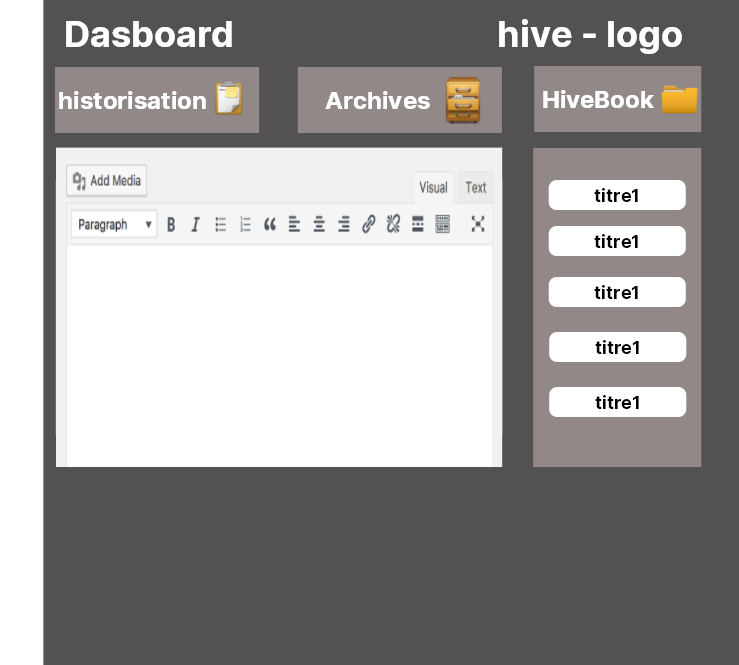 Dasboard
hive - logo
historisation
Archives
HiveBook
Add Media
Visual
Text
Paragraph
B
I
titre1
titre1
titre1
titre1
titre1